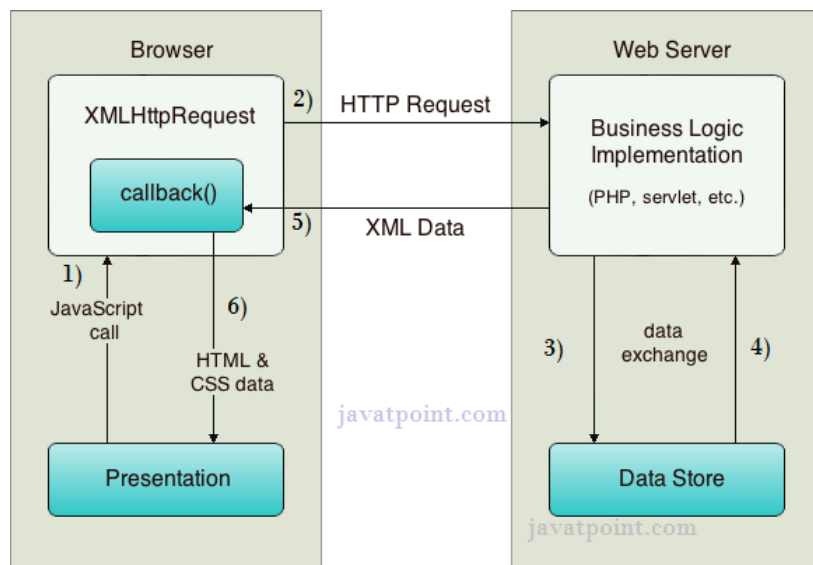 Browser
XMLHttpRequest
callback()
1)
JavaScript
call
6)
HTML &
CSS data
Presentation
2)
HTTP Request
5)
XML Data
javatpoint.com
Web Server
Business Logic
Implementation
(PHP, servlet, etc.)
3)
data
exchange
4)
Data Store
javatpoint.com